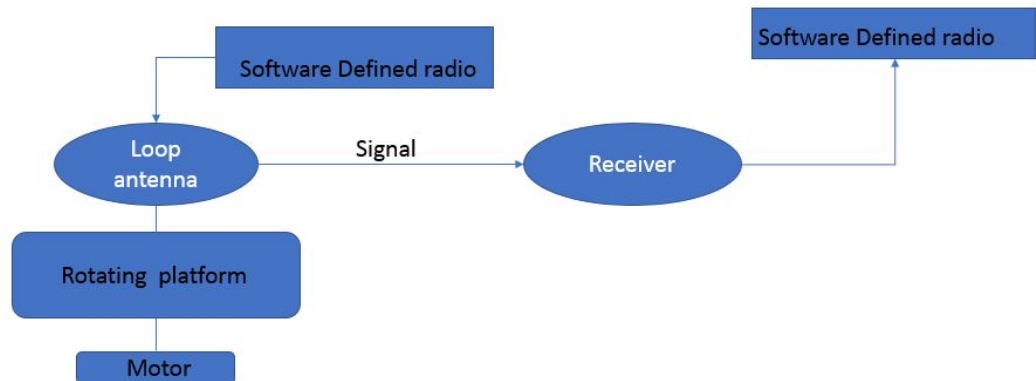 Software Defined radio
Software Defined radio
Loop
antenna
Signal
Receiver
Rotating platform
Motor